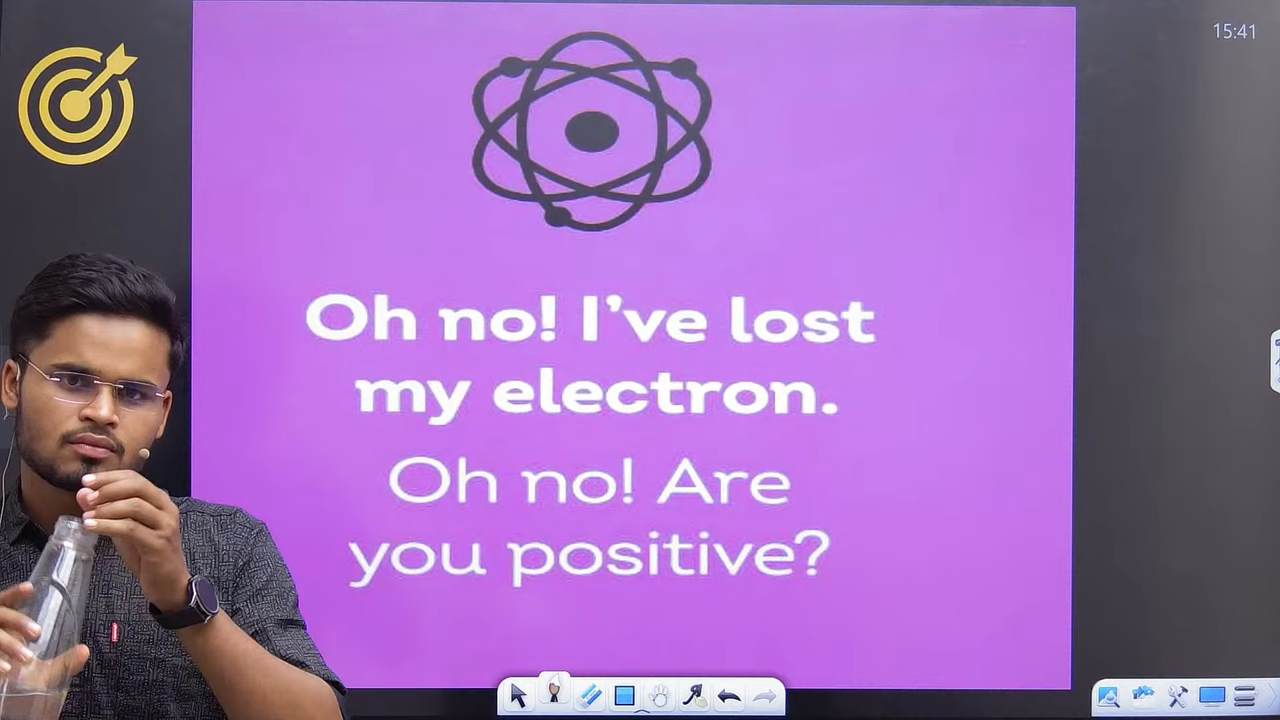 15:41
Oh no! I’ve lost
my electron.
Oh no! Are
you positive?